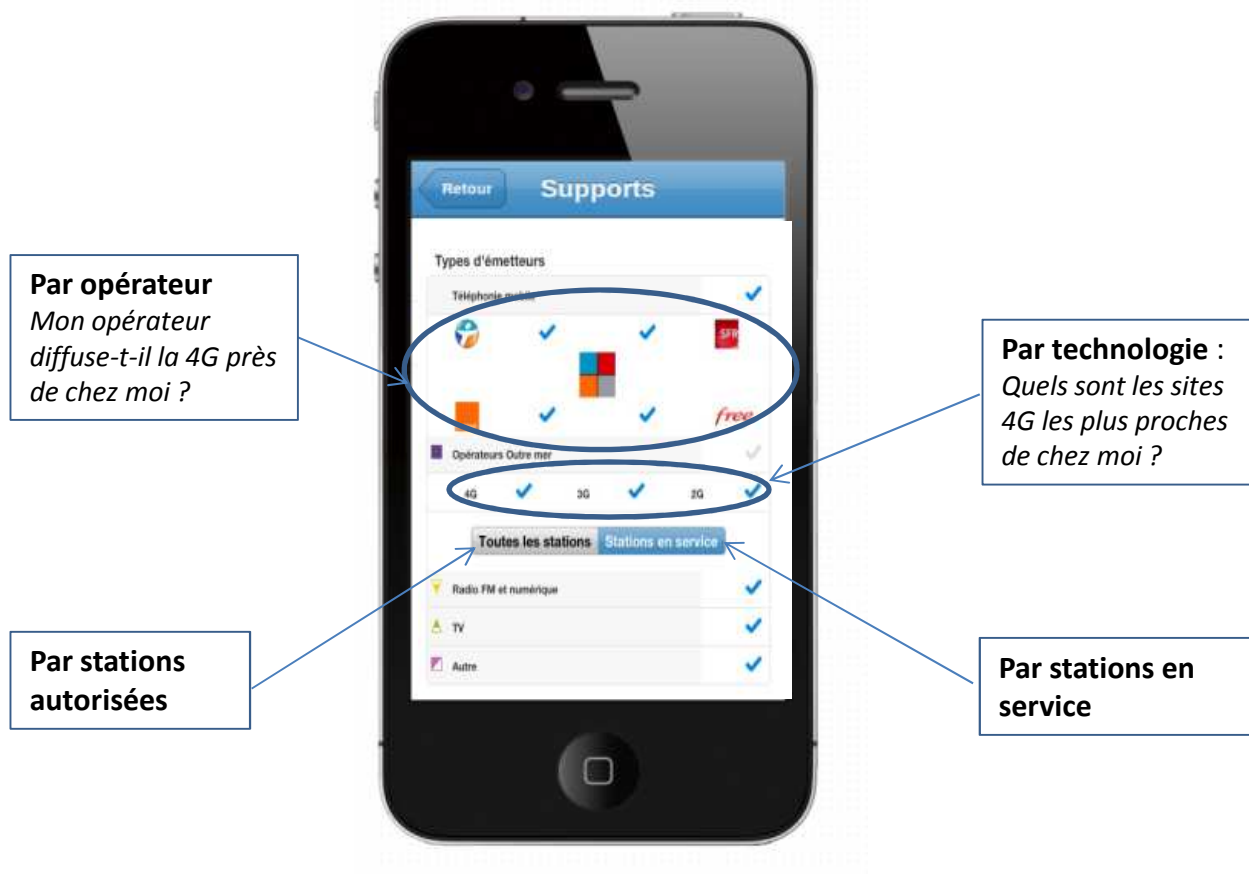 Retour
Supports
Types d'émetteurs
Téléphonie mobile
SFR
free
Opérateurs Outre mer
4G 3G 2G
Toutes les stations Stations en service
Radio FM et numérique
TV
Autre
Par opérateur
Mon opérateur
diffuse-t-il la 4G près
de chez moi ?
Par technologie :
Quels sont les sites
4G les plus proches
de chez moi ?
Par stations
autorisées
Par stations en
service